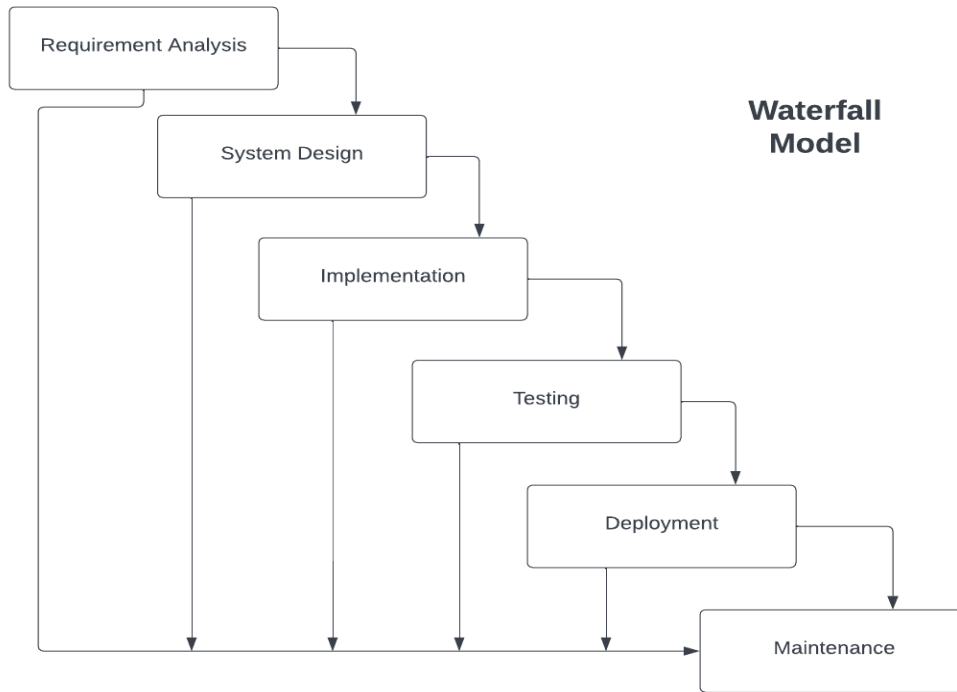 Requirement Analysis
Waterfall
Model
System Design
Implementation
Testing
Deployment
Maintenance